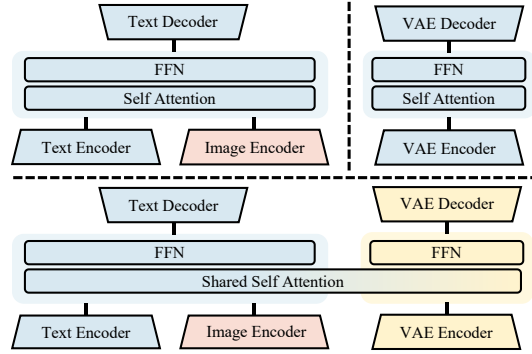 Text Decoder
FFN
Self Attention
Text Encoder
Image Encoder
VAE Decoder
FFN
Self Attention
VAE Encoder
Text Decoder
VAE Decoder
FFN
FFN
Shared Self Attention
Text Encoder
Image Encoder
VAE Encoder